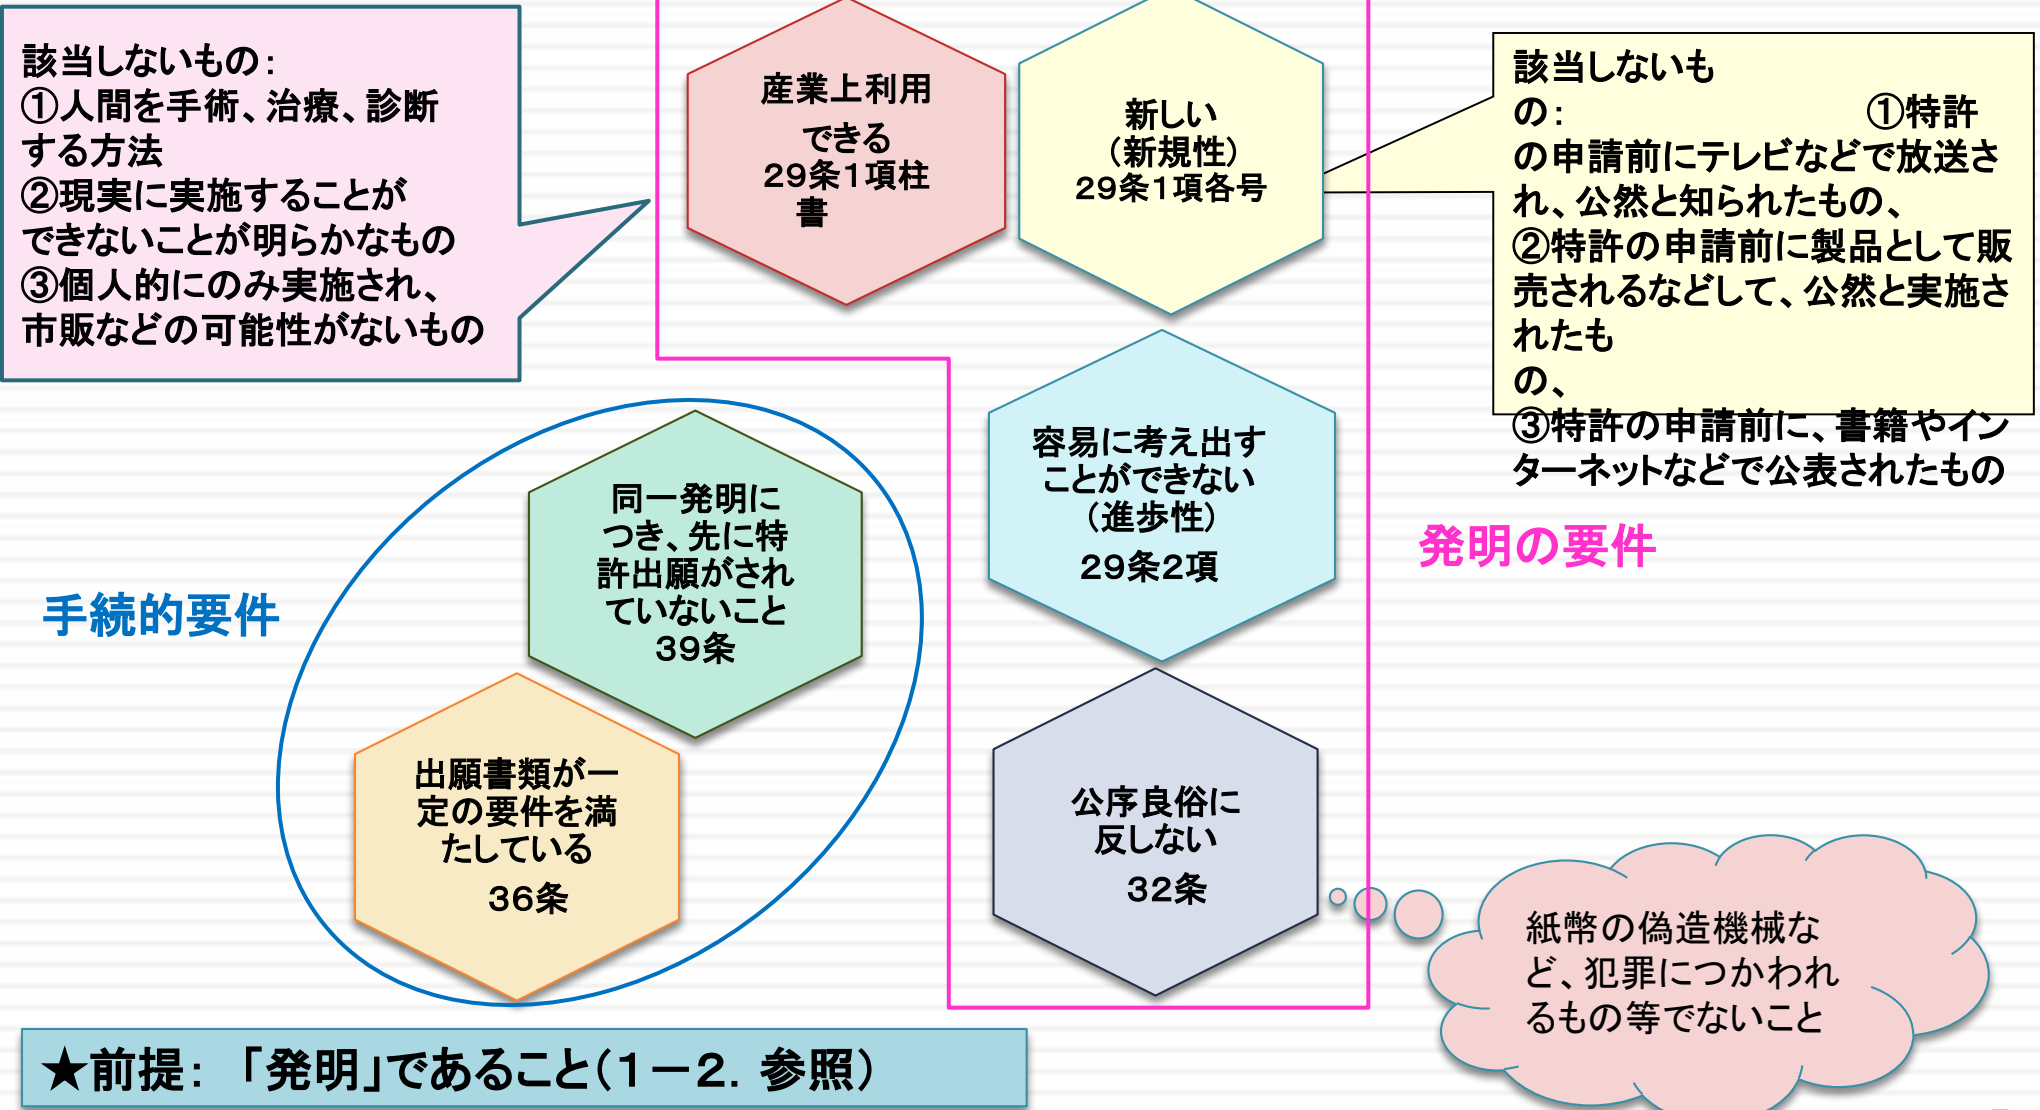 該当しないもの：
①人間を手術、治療、診断
する方法
②現実に実施することが
できないことが明らかなもの
③個人的にのみ実施され、
市販などの可能性がないもの
産業上利用
できる
29条1項柱
書
新しい
（新規性）
29条1項各号
該当しないも
の：　　　　　　　　①特許
の申請前にテレビなどで放送さ
れ、公然と知られたもの、
②特許の申請前に製品として販
売されるなどして、公然と実施さ
れたも
の、
③特許の申請前に、書籍やイン
ターネットなどで公表されたもの
容易に考え出す
ことができない
（進歩性）
29条2項
発明の要件
同一発明に
つき、先に特
許出願がされ
ていないこと
39条
手続的要件
出願書類が一
定の要件を満
たしている
36条
公序良俗に
反しない
32条
紙幣の偽造機械な
ど、犯罪につかわれ
るもの等でないこと
★前提：「発明」であること（1－2．参照）